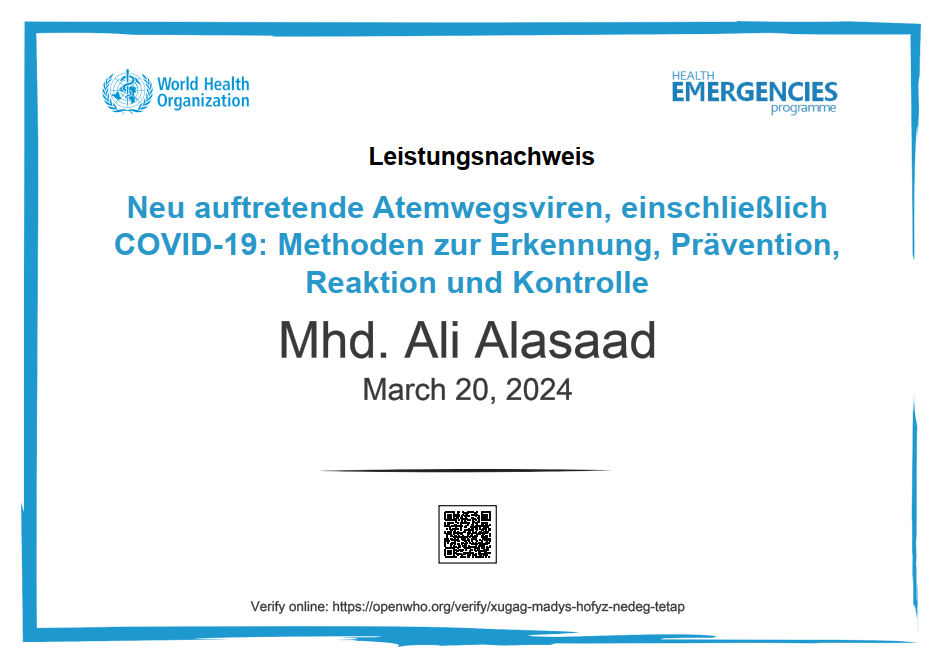 World Health
Organization
HEALTH
EMERGENCIES
programme
Leistungsnachweis
Neu auftretende Atemwegsviren, einschließlich
COVID-19: Methoden zur Erkennung, Prävention,
Reaktion und Kontrolle
Mhd. Ali Alasaad
March 20, 2024
Verify online: https://openwho.org/verify/xugag-madys-hofyz-nedeg-tetap